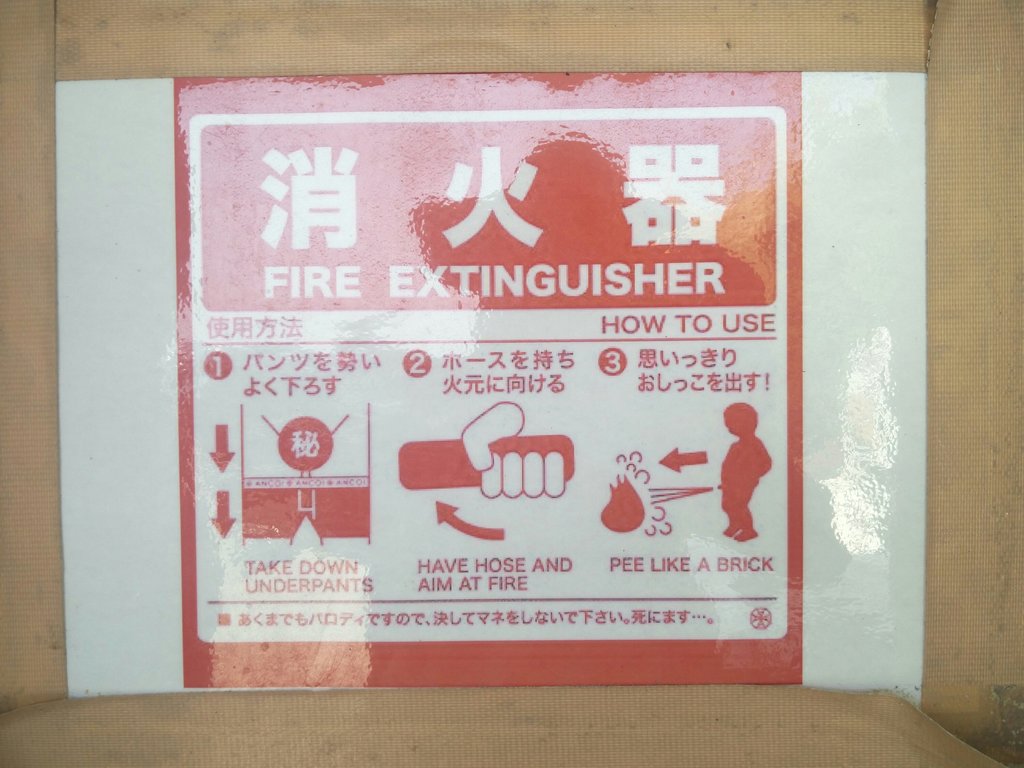 消火器
FIRE EXTINGUISHER
使用方法
HOW TO USE
1 パンツを勢い
よく下ろす
2 ホースを持ち
火元に向ける
3 思いっきり
おしっこを出す!
秘
ANCO! ANCO! ANCO!
TAKE DOWN
UNDERPANTS
HAVE HOSE AND
AIM AT FIRE
PEE LIKE A BRICK
■ あくまでもパロディですので、決してマネをしないで下さい。死にます…。